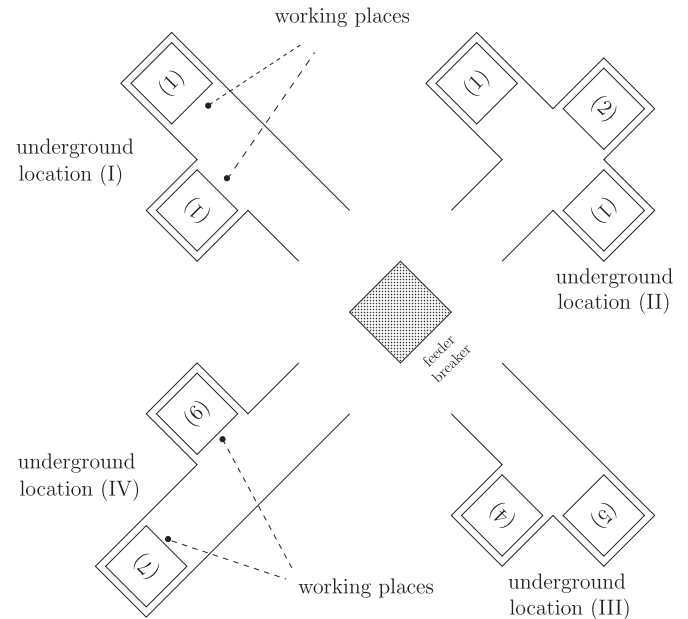 working places
(1)
(1)
(2)
underground
location (I)
(1)
(1)
underground
location (II)
feeder
breaker
(6)
underground
location (IV)
(4)
(5)
(7)
working places
underground
location (III)